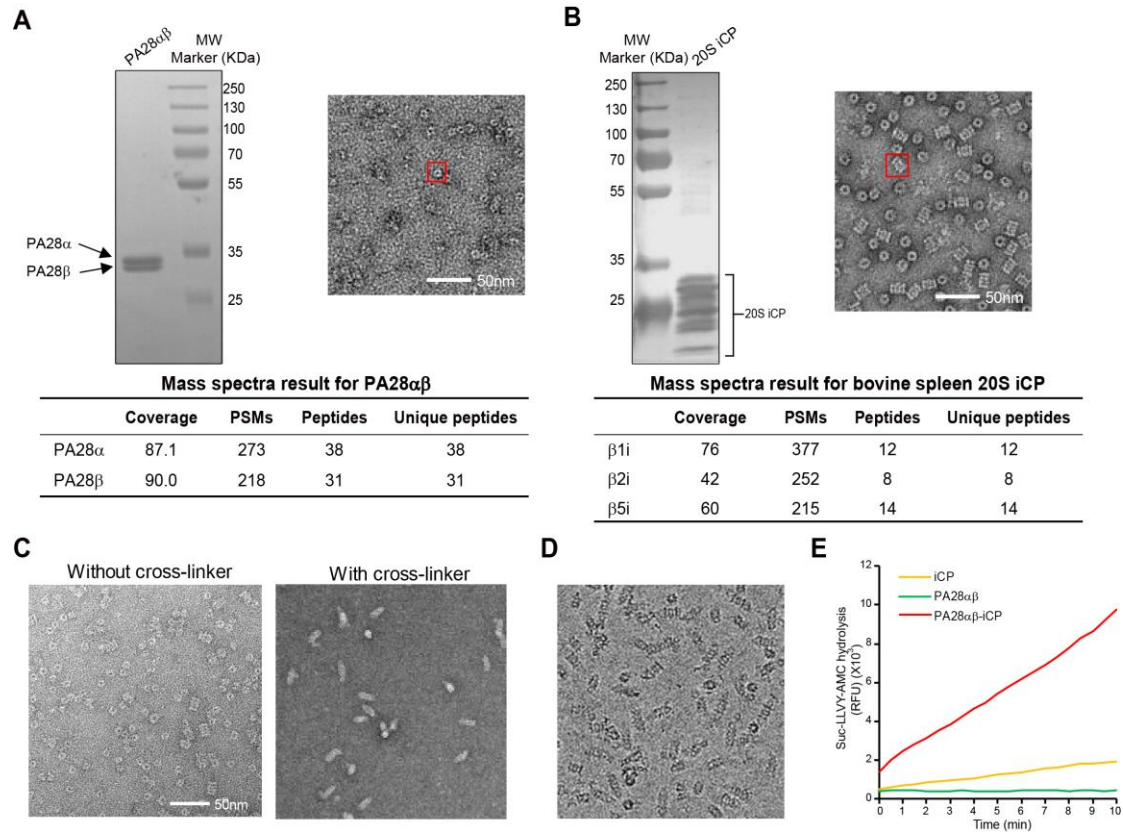 A
PA28αβ
MW
Marker (KDa)
250
130
100
70
55
35
25
PA28α
PA28β
50nm
Mass spectra result for PA28αβ
Coverage PSMs Peptides Unique peptides
PA28α 87.1 273 38 38
PA28β 90.0 218 31 31
B
MW
Marker (KDa)
20S iCP
250
130
100
70
55
35
25
20S iCP
50nm
Mass spectra result for bovine spleen 20S iCP
Coverage PSMs Peptides Unique peptides
β1i 76 377 12 12
β2i 42 252 8 8
β5i 60 215 14 14
C
Without cross-linker
With cross-linker
50nm
D
E
Suc-LLVY-AMC hydrolysis
(RFU) (X10³)
12
10
8
6
4
2
0
iCP
PA28αβ
PA28αβ-iCP
0 1 2 3 4 5 6 7 8 9 10
Time (min)